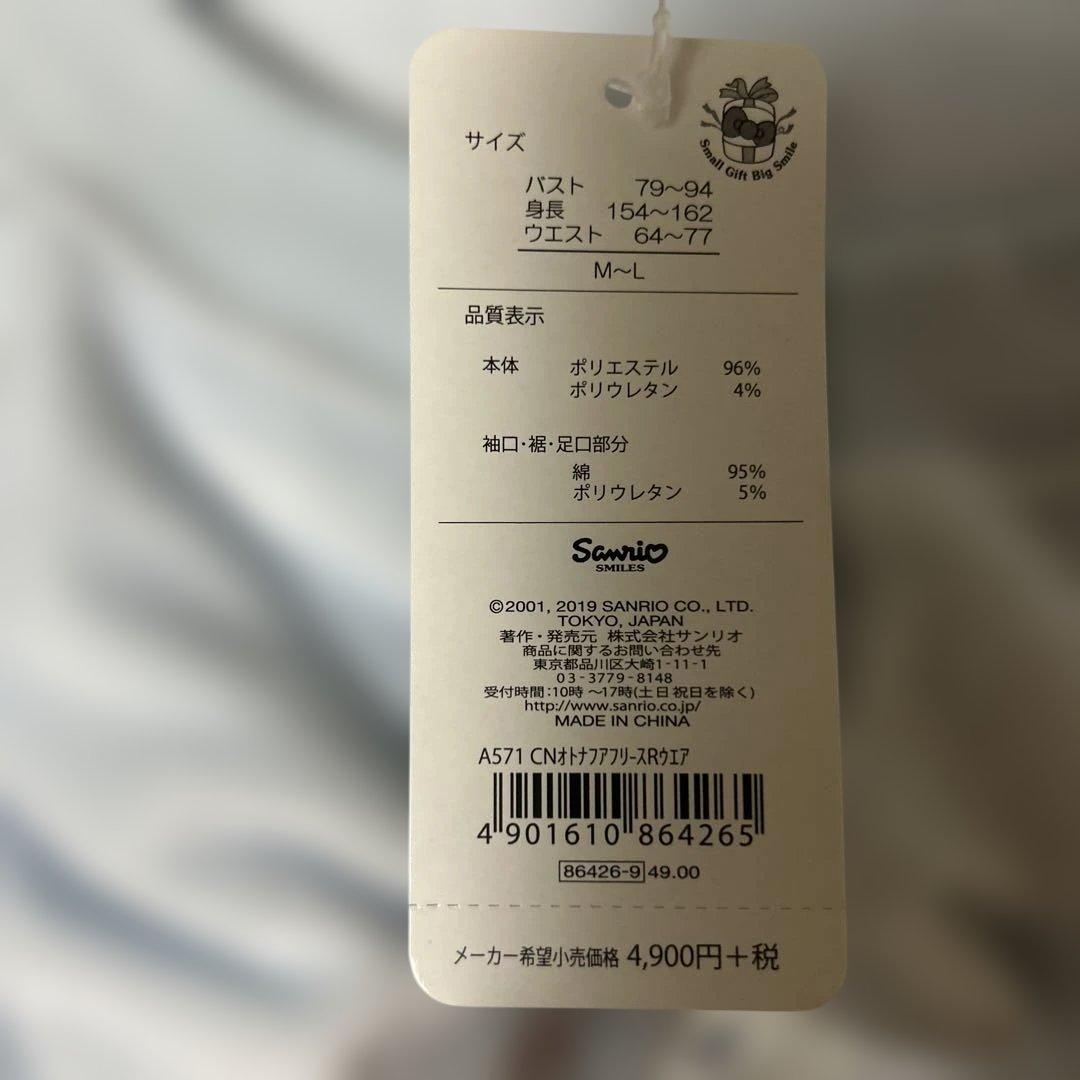 Small Gift Big Smile
サイズ
バスト 79～94
身長 154～162
ウエスト 64～77
M～L
品質表示
本体 ポリエステル 96%
ポリウレタン 4%
袖口・裾・足口部分
綿 95%
ポリウレタン 5%
Sanrio
SMILES
©2001, 2019 SANRIO CO., LTD.
TOKYO, JAPAN
著作・発売元 株式会社サンリオ
商品に関するお問い合わせ先
東京都品川区大崎1-11-1
03-3779-8148
受付時間：10時～17時(土日祝日を除く)
http://www.sanrio.co.jp/
MADE IN CHINA
A571 CNｵﾄﾅﾌｱﾌﾘｰｽRｳｴｱ
4 901610 864265
86426-9 49.00
メーカー希望小売価格 4,900円＋税